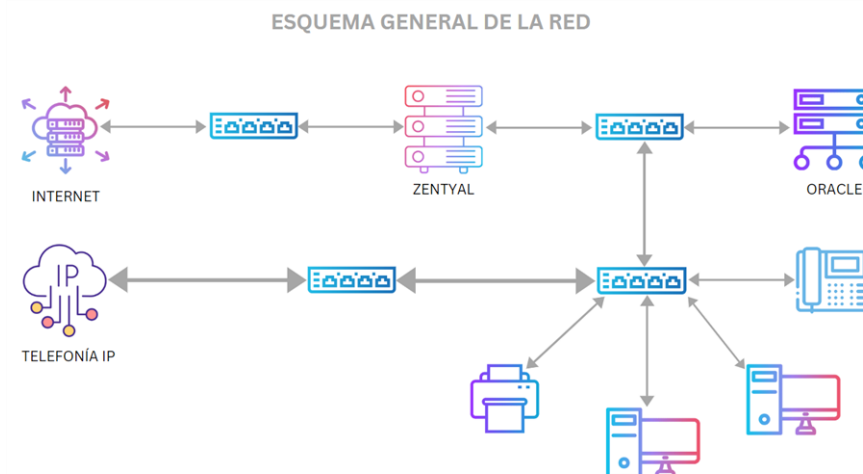 ESQUEMA GENERAL DE LA RED
INTERNET
ZENTYAL
ORACLE
IP
TELEFONÍA IP